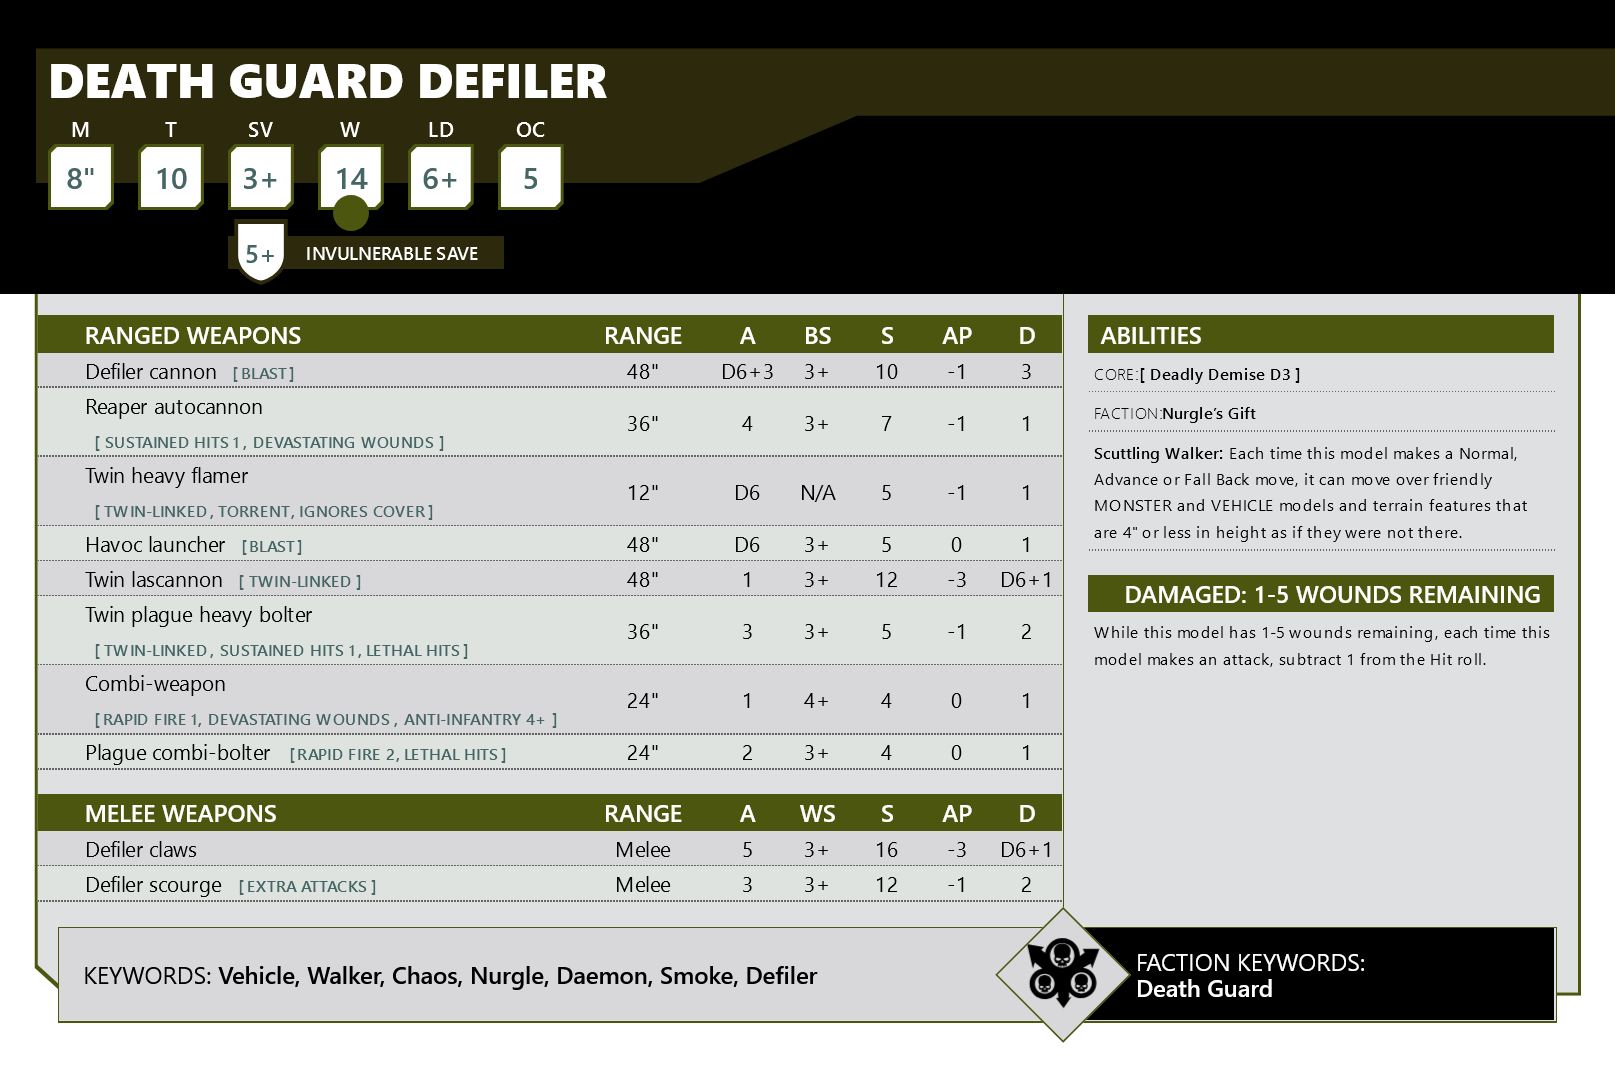 DEATH GUARD DEFILER
M T SV W LD OC
8" 10 3+ 14 6+ 5
5+ INVULNERABLE SAVE
RANGED WEAPONS RANGE A BS S AP D
Defiler cannon [BLAST] 48" D6+3 3+ 10 -1 3
Reaper autocannon
[SUSTAINED HITS 1, DEVASTATING WOUNDS] 36" 4 3+ 7 -1 1
Twin heavy flamer
[TWIN-LINKED, TORRENT, IGNORES COVER] 12" D6 N/A 5 -1 1
Havoc launcher [BLAST] 48" D6 3+ 5 0 1
Twin lascannon [TWIN-LINKED] 48" 1 3+ 12 -3 D6+1
Twin plague heavy bolter
[TWIN-LINKED, SUSTAINED HITS 1, LETHAL HITS] 36" 3 3+ 5 -1 2
Combi-weapon
[RAPID FIRE 1, DEVASTATING WOUNDS, ANTI-INFANTRY 4+] 24" 1 4+ 4 0 1
Plague combi-bolter [RAPID FIRE 2, LETHAL HITS] 24" 2 3+ 4 0 1
MELEE WEAPONS RANGE A WS S AP D
Defiler claws Melee 5 3+ 16 -3 D6+1
Defiler scourge [EXTRA ATTACKS] Melee 3 3+ 12 -1 2
ABILITIES
CORE:[ Deadly Demise D3 ]
FACTION:Nurgle's Gift
Scuttling Walker: Each time this model makes a Normal,
Advance or Fall Back move, it can move over friendly
MONSTER and VEHICLE models and terrain features that
are 4" or less in height as if they were not there.
DAMAGED: 1-5 WOUNDS REMAINING
While this model has 1-5 wounds remaining, each time this
model makes an attack, subtract 1 from the Hit roll.
KEYWORDS: Vehicle, Walker, Chaos, Nurgle, Daemon, Smoke, Defiler
FACTION KEYWORDS:
Death Guard